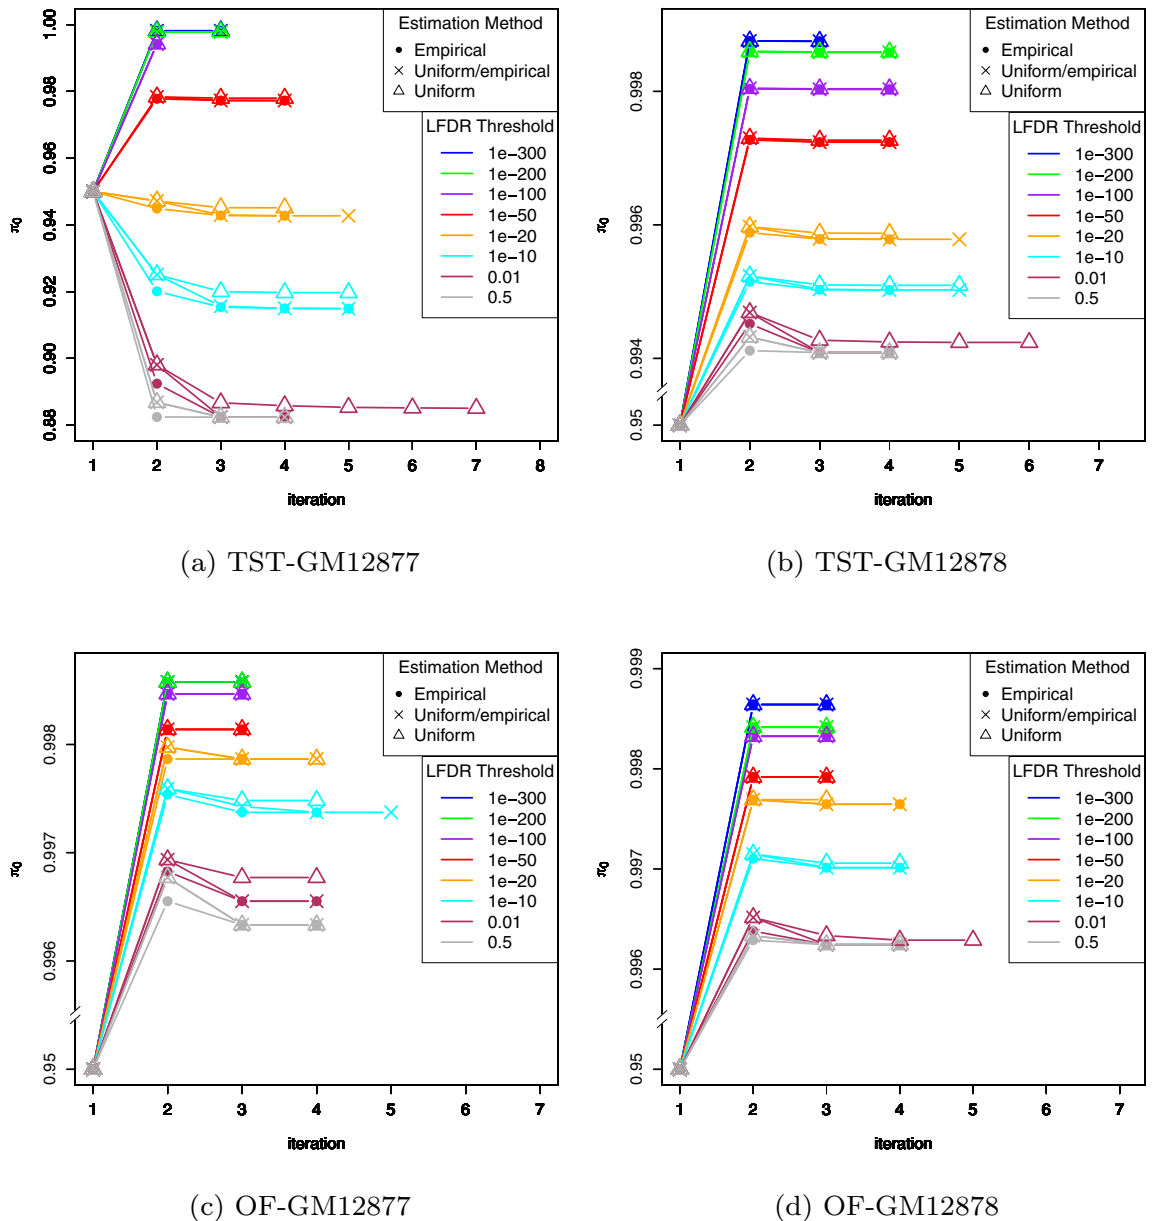 Estimation Method
Empirical
Uniform/empirical
Uniform
LFDR Threshold
1e−300
1e−200
1e−100
1e−50
1e−20
1e−10
0.01
0.5
1.00
0.98
0.96
0.94
0.92
0.90
0.88
π0
1 2 3 4 5 6 7 8
iteration
(a) TST-GM12877
Estimation Method
Empirical
Uniform/empirical
Uniform
LFDR Threshold
1e−300
1e−200
1e−100
1e−50
1e−20
1e−10
0.01
0.5
0.998
0.996
0.994
0.95
π0
1 2 3 4 5 6 7
iteration
(b) TST-GM12878
Estimation Method
Empirical
Uniform/empirical
Uniform
LFDR Threshold
1e−300
1e−200
1e−100
1e−50
1e−20
1e−10
0.01
0.5
0.998
0.997
0.996
0.95
π0
1 2 3 4 5 6 7
iteration
(c) OF-GM12877
Estimation Method
Empirical
Uniform/empirical
Uniform
LFDR Threshold
1e−300
1e−200
1e−100
1e−50
1e−20
1e−10
0.01
0.5
0.999
0.998
0.997
0.996
0.95
π0
1 2 3 4 5 6 7
iteration
(d) OF-GM12878